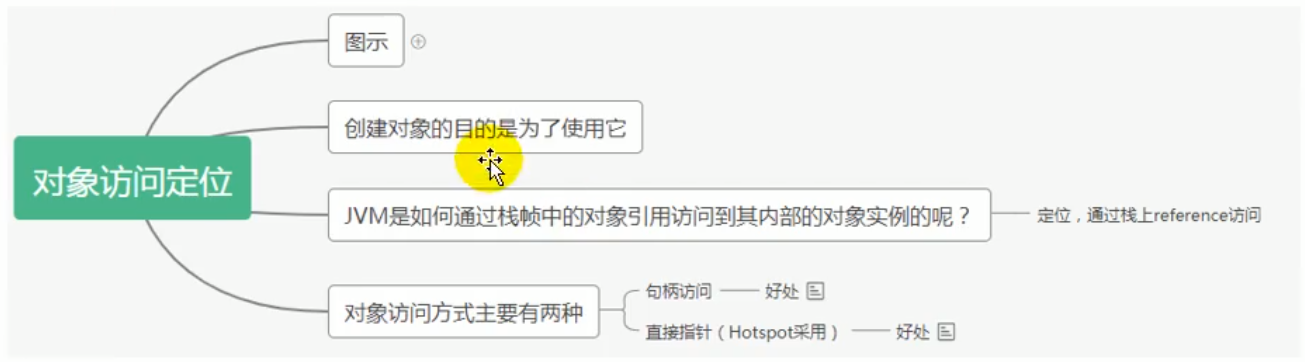 图示
创建对象的目的是为了使用它
对象访问定位
JVM是如何通过栈帧中的对象引用访问到其内部的对象实例的呢？
定位，通过栈上reference访问
对象访问方式主要有两种
句柄访问
好处
直接指针（Hotspot采用）
好处